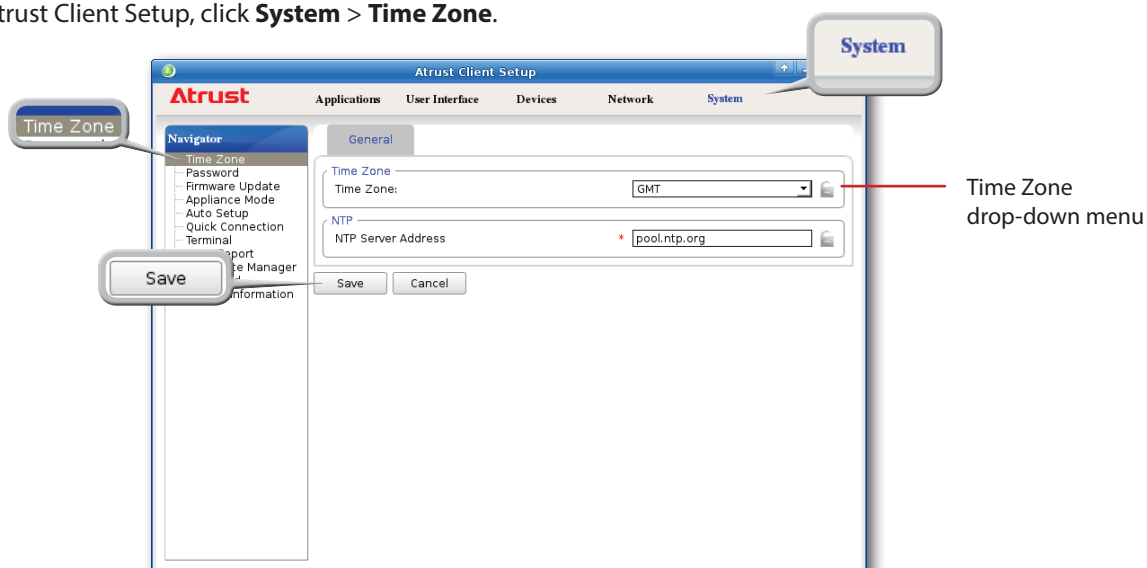 trust Client Setup, click System > Time Zone.
System
Atrust Client Setup
Atrust
Applications User Interface Devices Network System
Time Zone
Navigator
General
Time Zone
Password
Firmware Update
Appliance Mode
Auto Setup
Quick Connection
Terminal
Time Zone
Time Zone: GMT
Time Zone
drop-down menu
NTP
NTP Server Address * pool.ntp.org
Manager
Save
Save Cancel